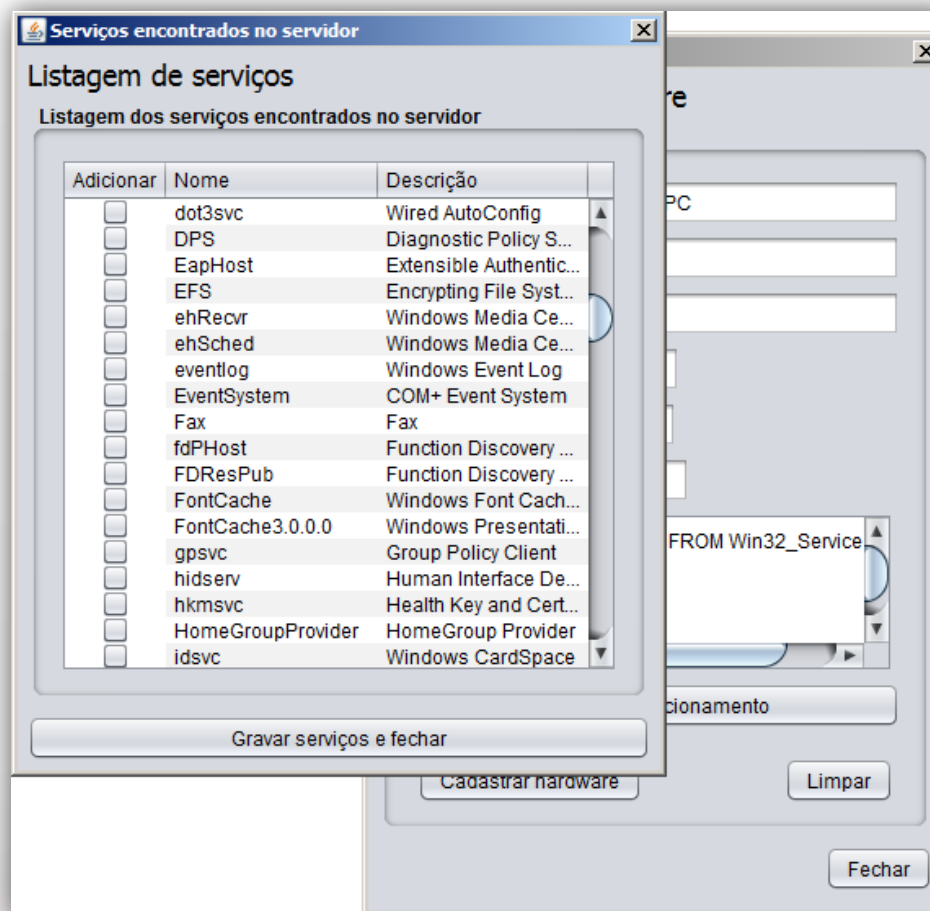 Serviços encontrados no servidor
Listagem de serviços
Listagem dos serviços encontrados no servidor
Adicionar Nome Descrição
dot3svc Wired AutoConfig
DPS Diagnostic Policy S...
EapHost Extensible Authentic...
EFS Encrypting File Syst...
ehRecvr Windows Media Ce...
ehSched Windows Media Ce...
eventlog Windows Event Log
EventSystem COM+ Event System
Fax Fax
fdPHost Function Discovery ...
FDResPub Function Discovery ...
FontCache Windows Font Cach...
FontCache3.0.0.0 Windows Presentati...
gpsvc Group Policy Client
hidserv Human Interface De...
hkmsvc Health Key and Cert...
HomeGroupProvider HomeGroup Provider
idsvc Windows CardSpace
Gravar serviços e fechar
re
PC
FROM Win32_Service
cionamento
Cadastrar hardware Limpar
Fechar